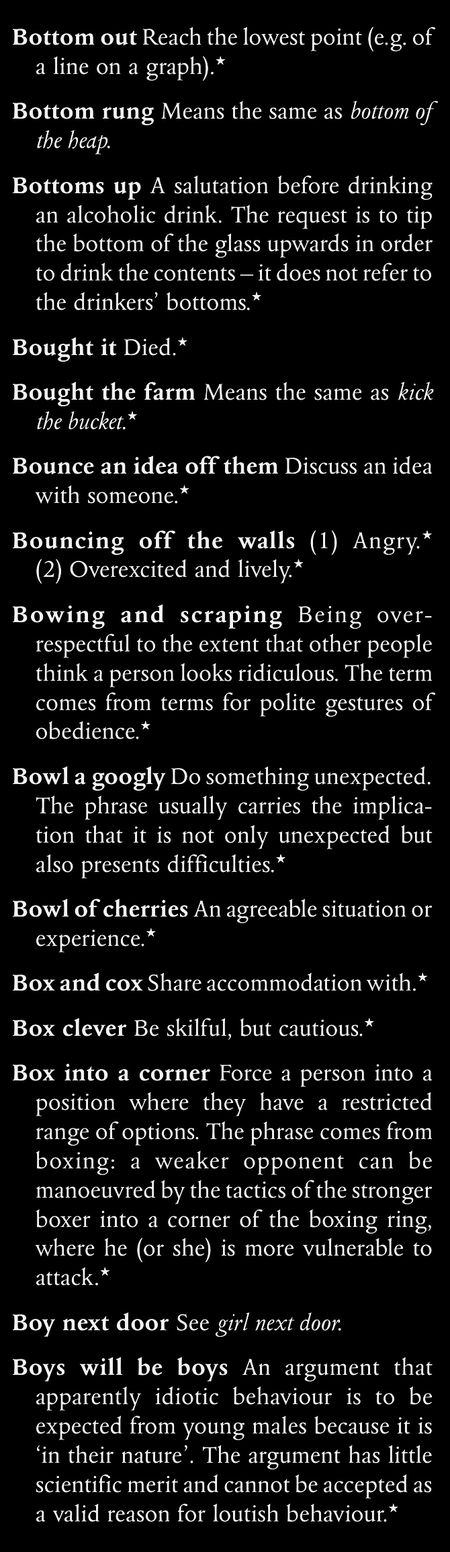 Bottom out Reach the lowest point (e.g. of
a line on a graph).★
Bottom rung Means the same as bottom of
the heap.
Bottoms up A salutation before drinking
an alcoholic drink. The request is to tip
the bottom of the glass upwards in order
to drink the contents – it does not refer to
the drinkers’ bottoms.★
Bought it Died.★
Bought the farm Means the same as kick
the bucket.★
Bounce an idea off them Discuss an idea
with someone.★
Bouncing off the walls (1) Angry.★
(2) Overexcited and lively.★
Bowing and scraping Being over-
respectful to the extent that other people
think a person looks ridiculous. The term
comes from terms for polite gestures of
obedience.★
Bowl a googly Do something unexpected.
The phrase usually carries the implica-
tion that it is not only unexpected but
also presents difficulties.★
Bowl of cherries An agreeable situation or
experience.★
Box and cox Share accommodation with.★
Box clever Be skilful, but cautious.★
Box into a corner Force a person into a
position where they have a restricted
range of options. The phrase comes from
boxing: a weaker opponent can be
manoeuvred by the tactics of the stronger
boxer into a corner of the boxing ring,
where he (or she) is more vulnerable to
attack.★
Boy next door See girl next door.
Boys will be boys An argument that
apparently idiotic behaviour is to be
expected from young males because it is
‘in their nature’. The argument has little
scientific merit and cannot be accepted as
a valid reason for loutish behaviour.★